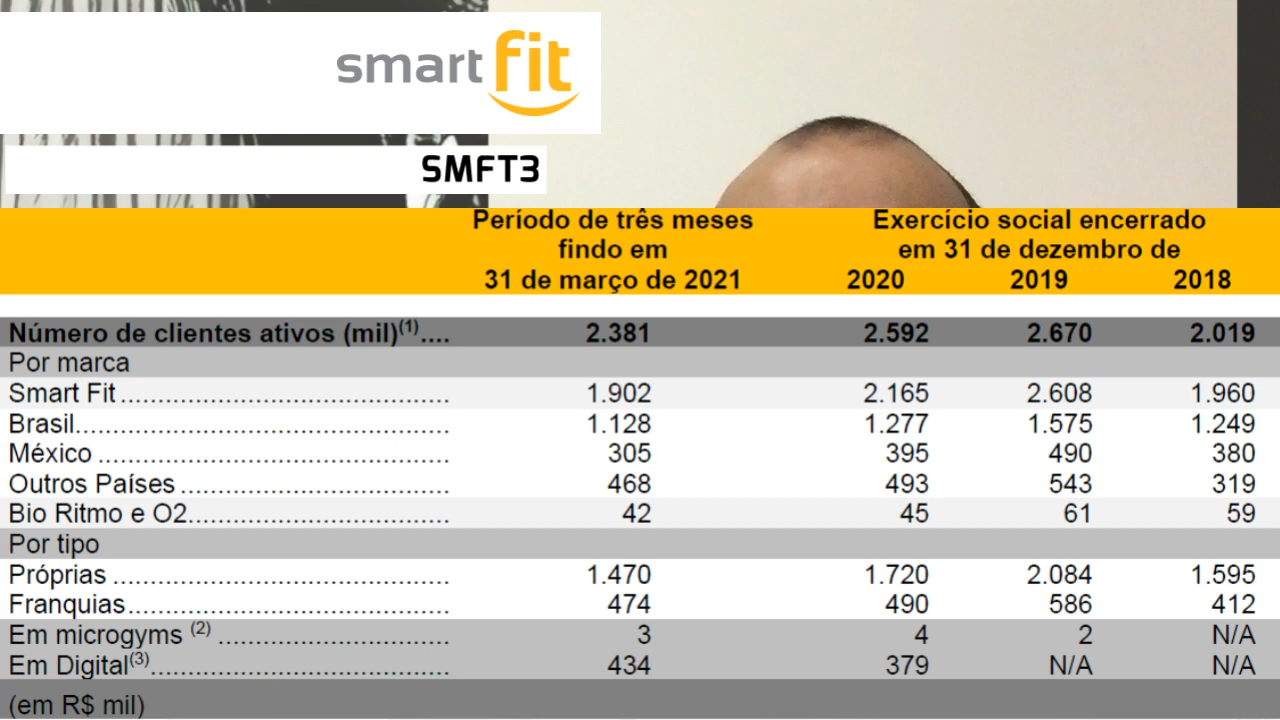 smart fit
SMFT3
Período de três meses findo em 31 de março de 2021
Exercício social encerrado em 31 de dezembro de
2020 2019 2018
Número de clientes ativos (mil)(1).... 2.381 2.592 2.670 2.019
Por marca
Smart Fit 1.902 2.165 2.608 1.960
Brasil 1.128 1.277 1.575 1.249
México 305 395 490 380
Outros Países 468 493 543 319
Bio Ritmo e O2 42 45 61 59
Por tipo
Próprias 1.470 1.720 2.084 1.595
Franquias 474 490 586 412
Em microgyms (2) 3 4 2 N/A
Em Digital(3) 434 379 N/A N/A
(em R$ mil)